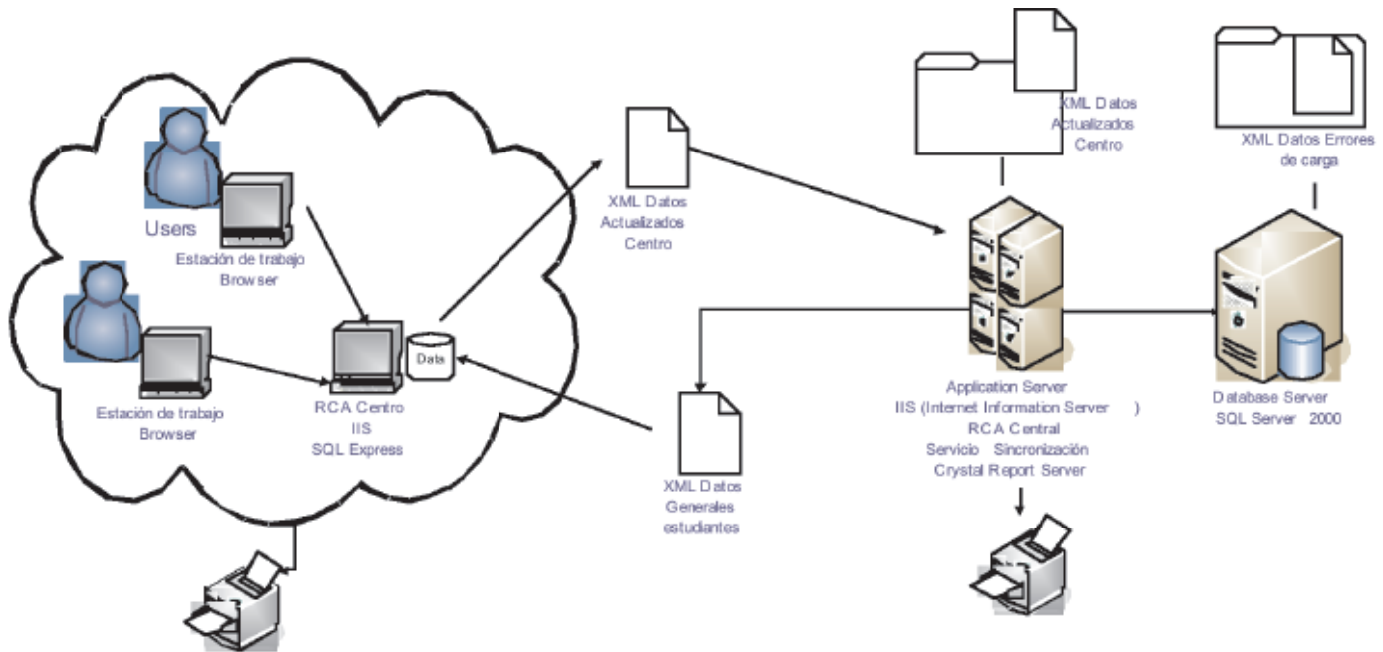 Users
Estación de trabajo
Browser
Estación de trabajo
Browser
Data
RCA Centro
IIS
SQL Express
XML Datos
Actualizados
Centro
XML Datos
Generales
estudiantes
XML Datos
Actualizados
Centro
Application Server
IIS (Internet Information Server )
RCA Central
Servicio Sincronización
Crystal Report Server
XML Datos Errores
de carga
Database Server
SQL Server 2000